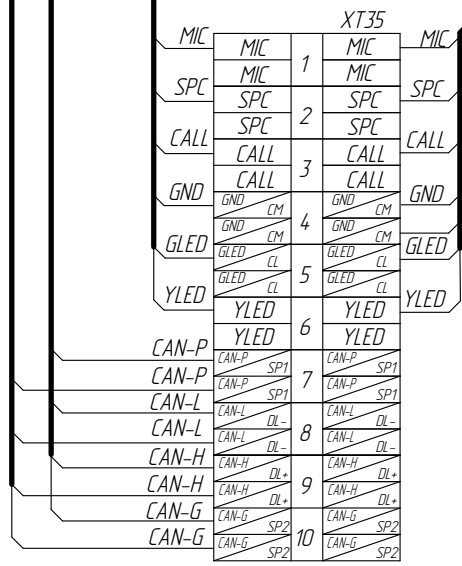 XT35
MIC MIC 1 MIC MIC
MIC MIC
SPC SPC 2 SPC SPC
SPC SPC
CALL CALL 3 CALL CALL
CALL CALL
GND GND CM 4 GND CM GND
GND CM GND CM
GLED GLED CL 5 GLED CL GLED
GLED CL GLED CL
YLED YLED 6 YLED YLED
YLED YLED
CAN-P CAN-P SP1 7 CAN-P SP1
CAN-P CAN-P SP1 CAN-P SP1
CAN-L CAN-L DL- 8 CAN-L DL-
CAN-L CAN-L DL- CAN-L DL-
CAN-H CAN-H DL+ 9 CAN-H DL+
CAN-H CAN-H DL+ CAN-H DL+
CAN-G CAN-G SP2 10 CAN-G SP2
CAN-G CAN-G SP2 CAN-G SP2